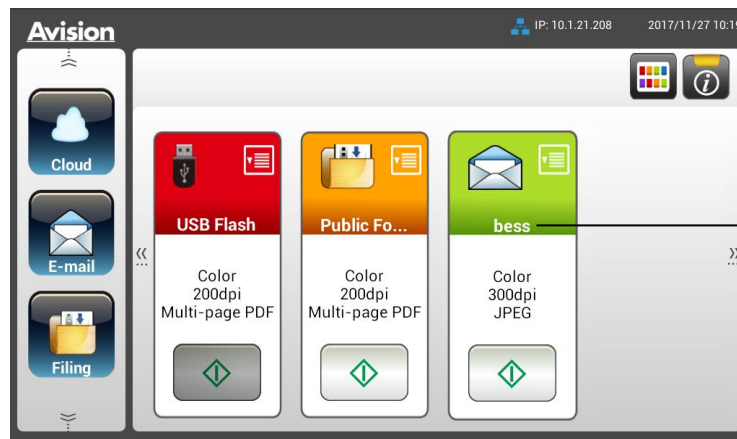 Avision
IP: 10.1.21.208
2017/11/27 10:19
Cloud
E-mail
Filing
USB Flash
Color
200dpi
Multi-page PDF
Public Fo...
Color
200dpi
Multi-page PDF
bess
Color
300dpi
JPEG